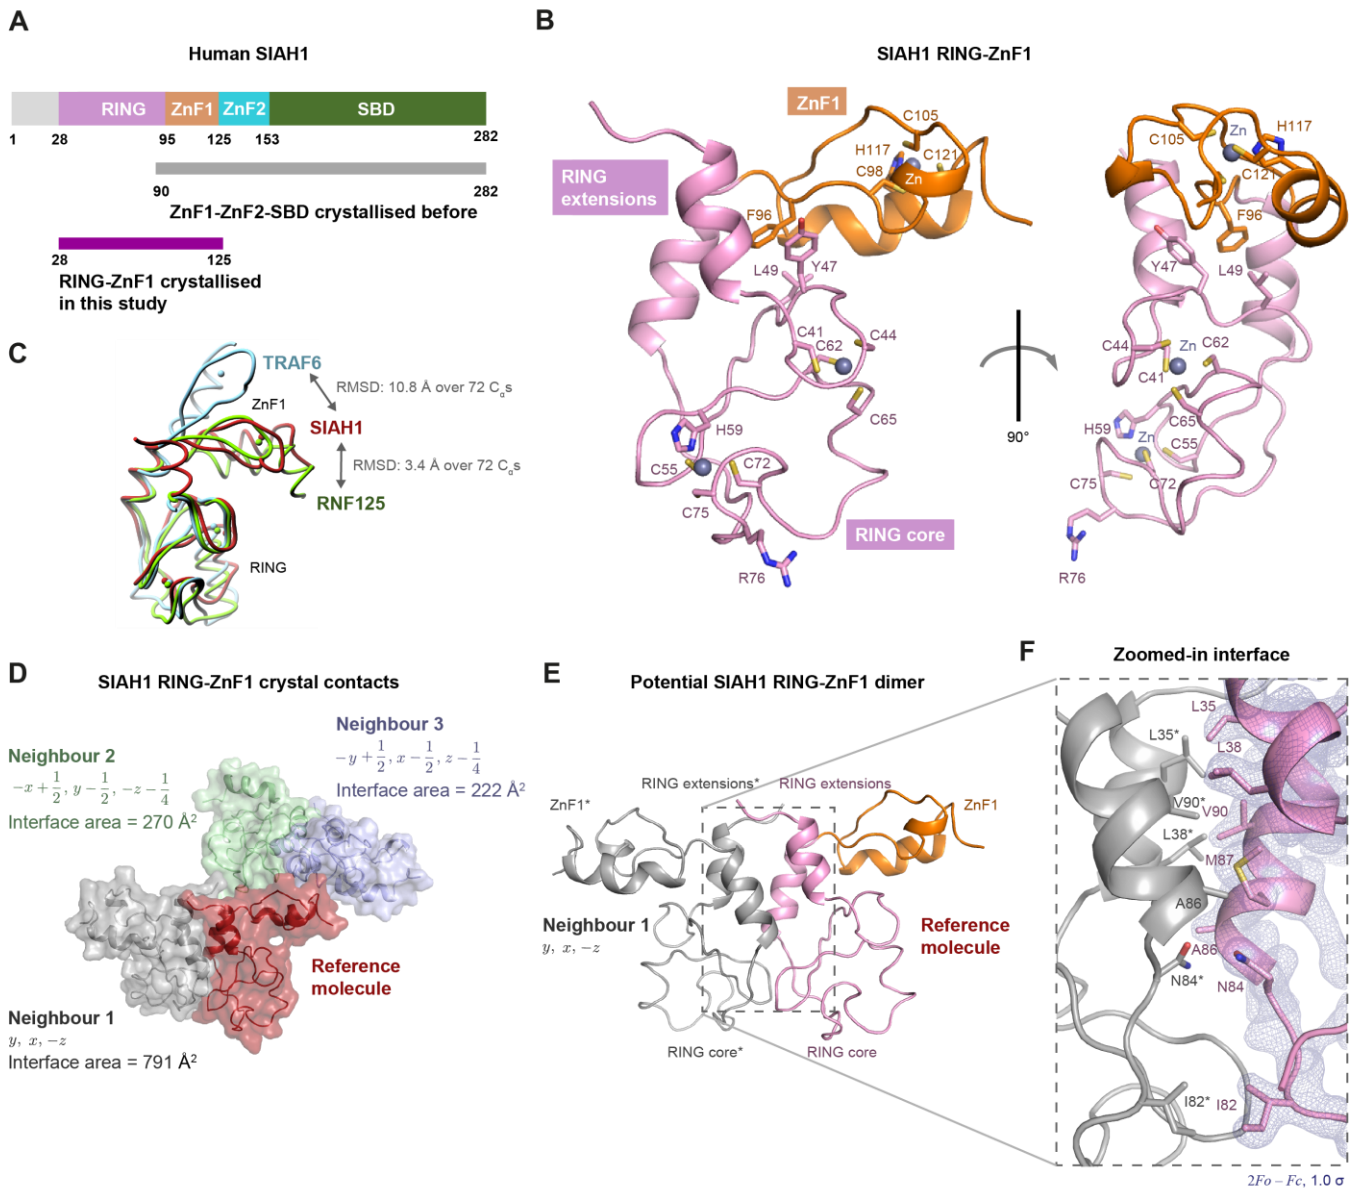 A
Human SIAH1
RING
ZnF1
ZnF2
SBD
1
28
95
125
153
282
90
282
ZnF1-ZnF2-SBD crystallised before
28
125
RING-ZnF1 crystallised
in this study
B
SIAH1 RING-ZnF1
ZnF1
RING
extensions
C105
H117
C121
C98
Zn
F96
L49
Y47
C41
C62
C44
C65
H59
C55
C72
C75
RING core
R76
90°
C105
Zn
H117
C121
F96
Y47
L49
C44
Zn
C62
C41
H59
C65
Zn
C55
C75
C72
R76
C
TRAF6
RMSD: 10.8 Å over 72 Cαs
ZnF1
SIAH1
RMSD: 3.4 Å over 72 Cαs
RNF125
RING
D
SIAH1 RING-ZnF1 crystal contacts
Neighbour 3
−y + 1/2, x − 1/2, z − 1/4
Interface area = 222 Å²
Neighbour 2
−x + 1/2, y − 1/2, −z − 1/4
Interface area = 270 Å²
Reference
molecule
Neighbour 1
y, x, −z
Interface area = 791 Å²
E
Potential SIAH1 RING-ZnF1 dimer
RING extensions*
RING extensions
ZnF1*
ZnF1
Neighbour 1
y, x, −z
Reference
molecule
RING core*
RING core
F
Zoomed-in interface
L35
L35*
L38
V90*
V90
L38*
M87
A86*
A86
N84*
N84
I82*
I82
2Fo − Fc, 1.0 σ